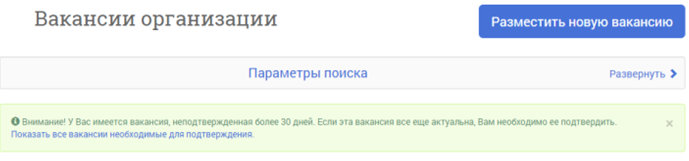 Вакансии организации
Разместить новую вакансию
Параметры поиска
Развернуть
Внимание! У Вас имеется вакансия, неподтвержденная более 30 дней. Если эта вакансия все еще актуальна, Вам необходимо ее подтвердить.
Показать все вакансии необходимые для подтверждения.